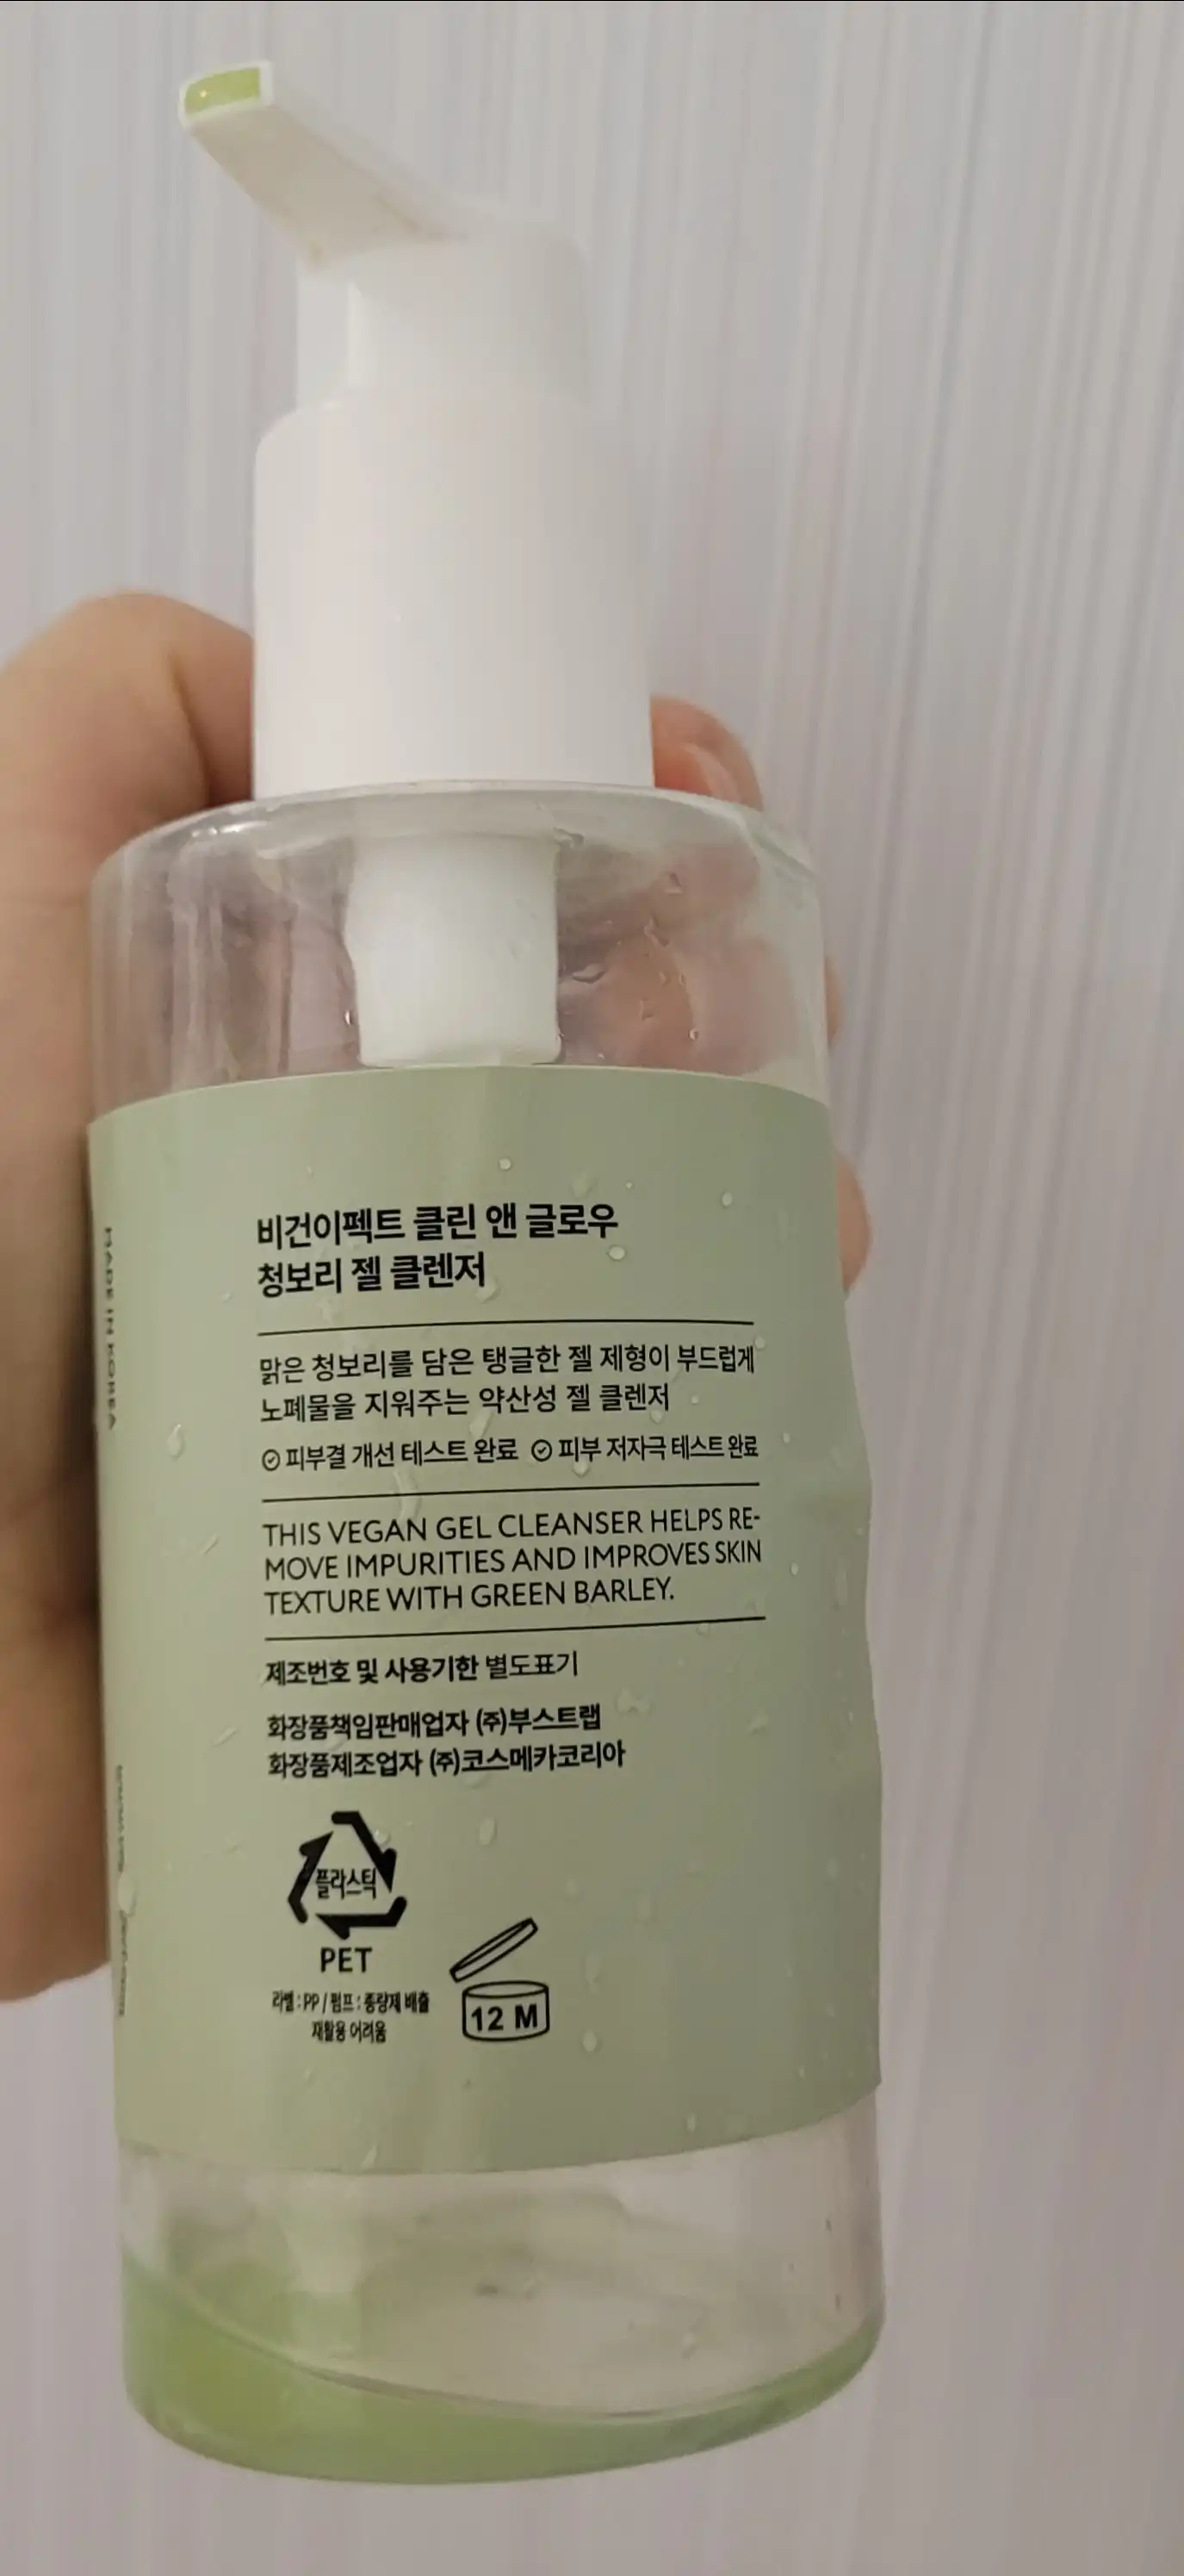 비건이펙트 클린 앤 글로우
청보리 젤 클렌저
맑은 청보리를 담은 탱글한 젤 제형이 부드럽게
노폐물을 지워주는 약산성 젤 클렌저
피부결 개선 테스트 완료 피부 저자극 테스트 완료
THIS VEGAN GEL CLEANSER HELPS RE-
MOVE IMPURITIES AND IMPROVES SKIN
TEXTURE WITH GREEN BARLEY.
제조번호 및 사용기한 별도표기
화장품책임판매업자 (주)부스트랩
화장품제조업자 (주)코스메카코리아
플라스틱
PET
라벨 : PP / 펌프 : 종량제 배출
재활용 어려움
12 M
MADE IN KOREA